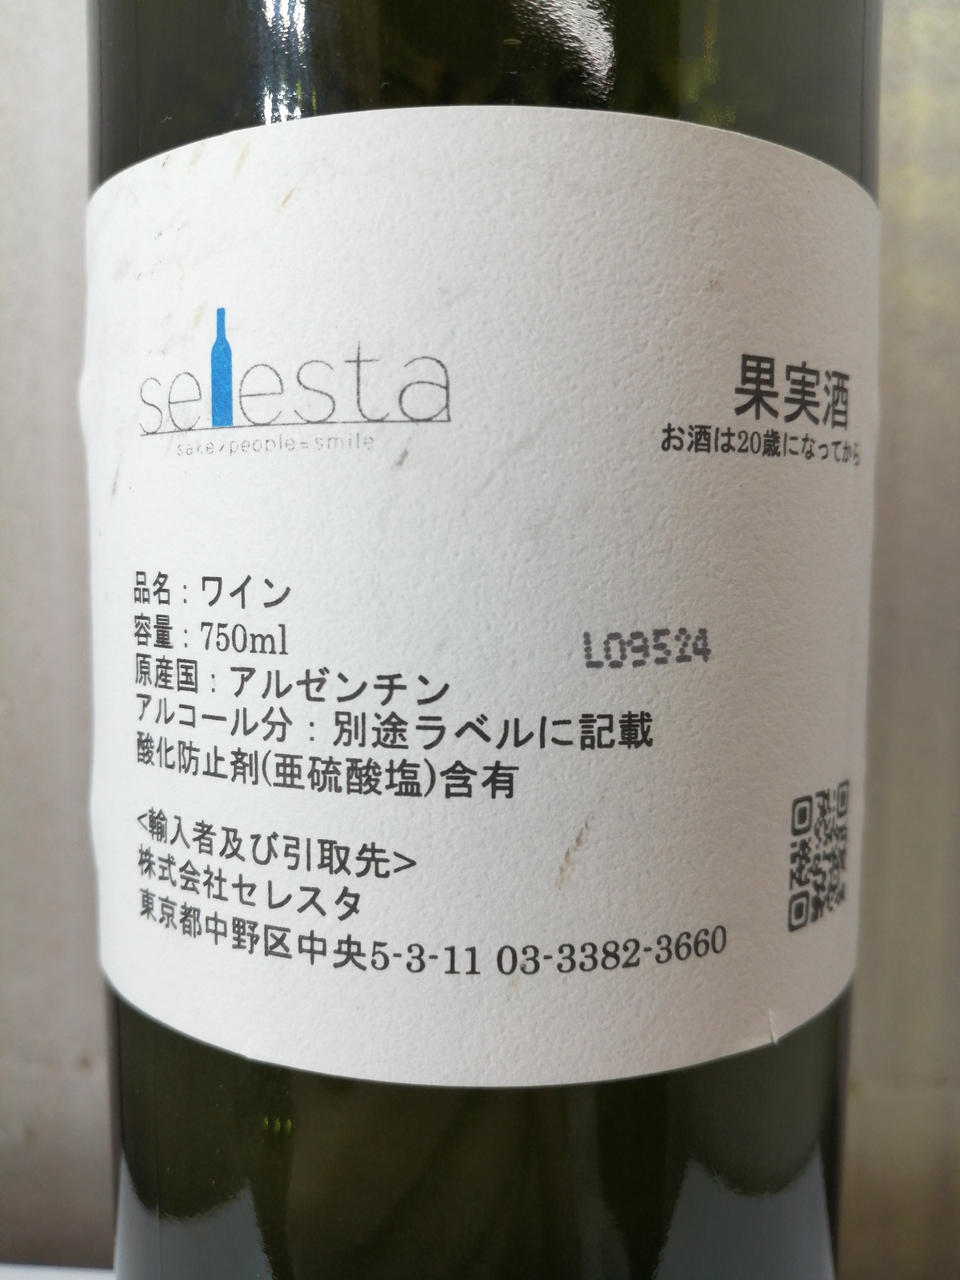 selesta
sake×people=smile
果実酒
お酒は20歳になってから
品名：ワイン
容量：750ml
原産国：アルゼンチン
アルコール分：別途ラベルに記載
酸化防止剤(亜硫酸塩)含有
L09524
<輸入者及び引取先>
株式会社セレスタ
東京都中野区中央5-3-11 03-3382-3660